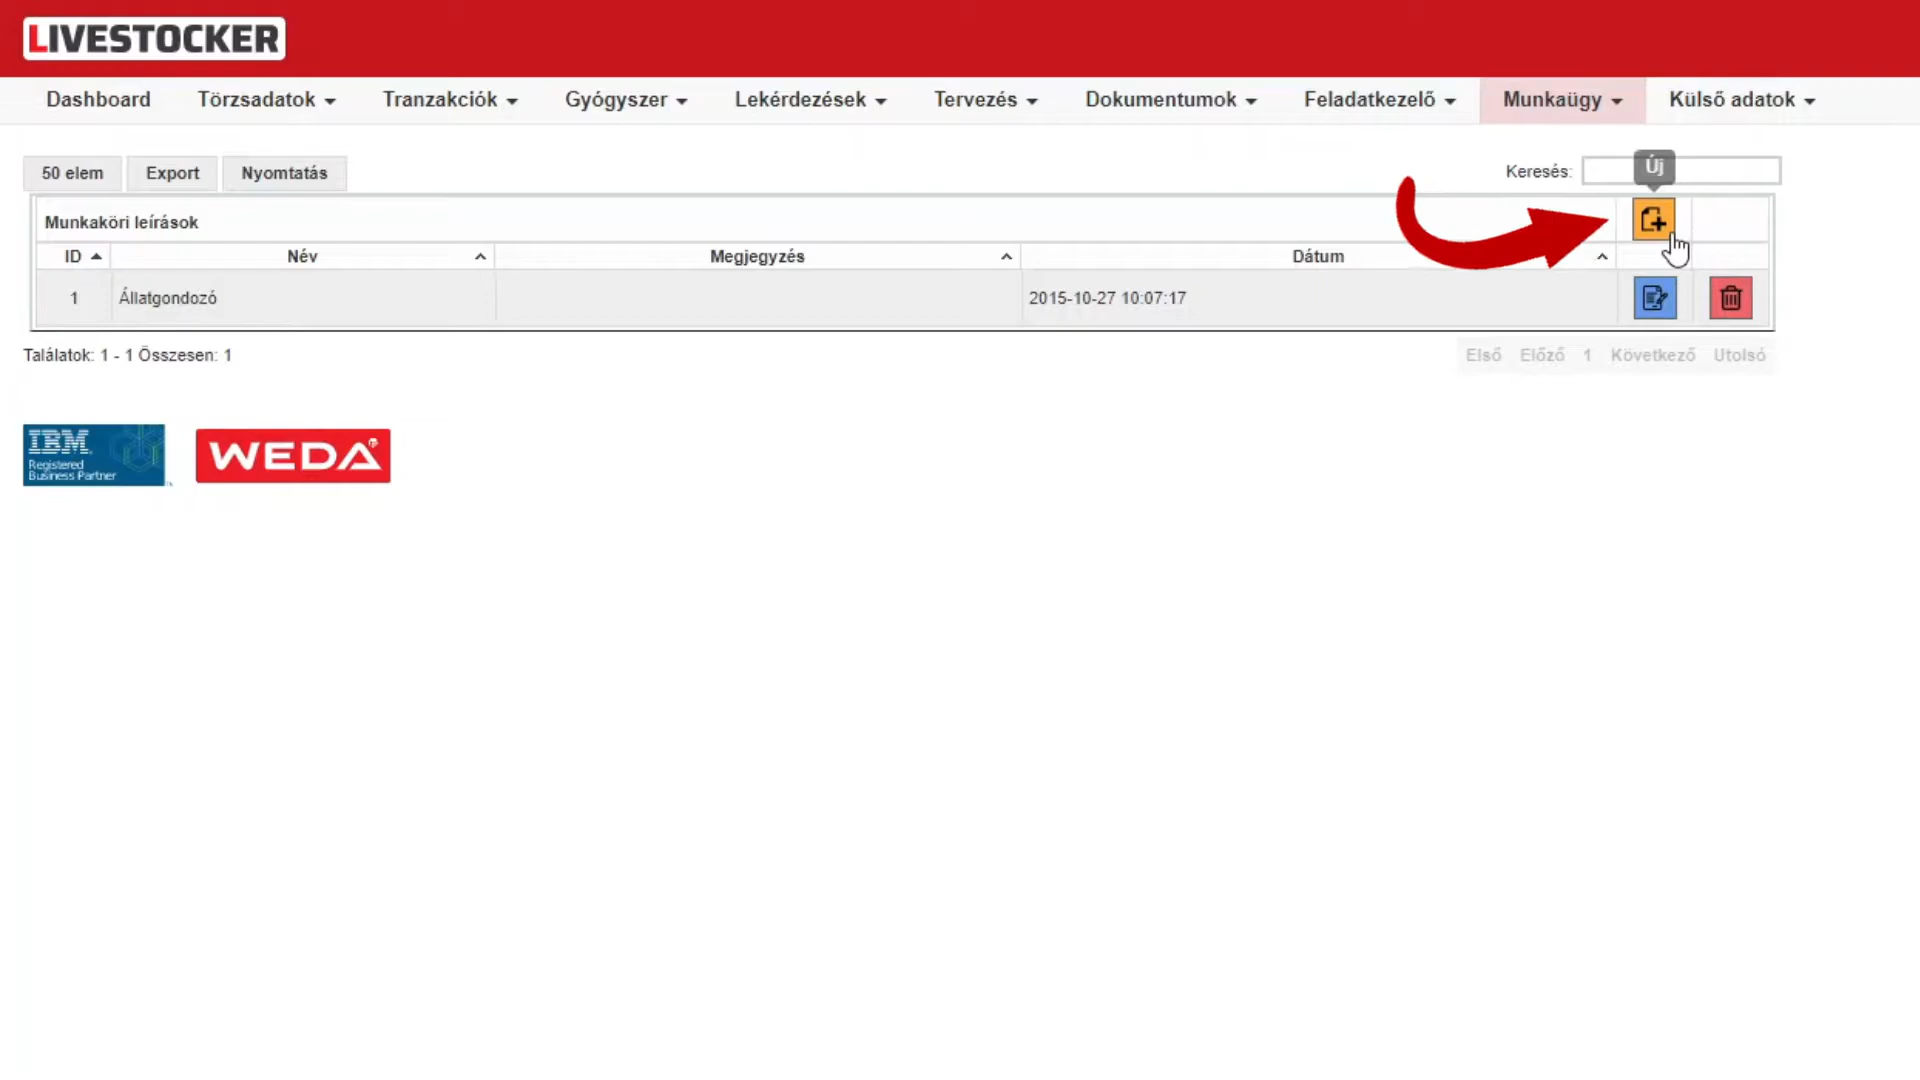 LIVESTOCKER
Dashboard Törzsadatok Tranzakciók Gyógyszer Lekérdezések Tervezés Dokumentumok Feladatkezelő Munkaügy Külső adatok
50 elem Export Nyomtatás Keresés: Új
Munkaköri leírások
ID Név Megjegyzés Dátum
1 Állatgondozó 2015-10-27 10:07:17
Találatok: 1 - 1 Összesen: 1 Első Előző 1 Következő Utolsó
IBM
Registered
Business Partner
WEDA